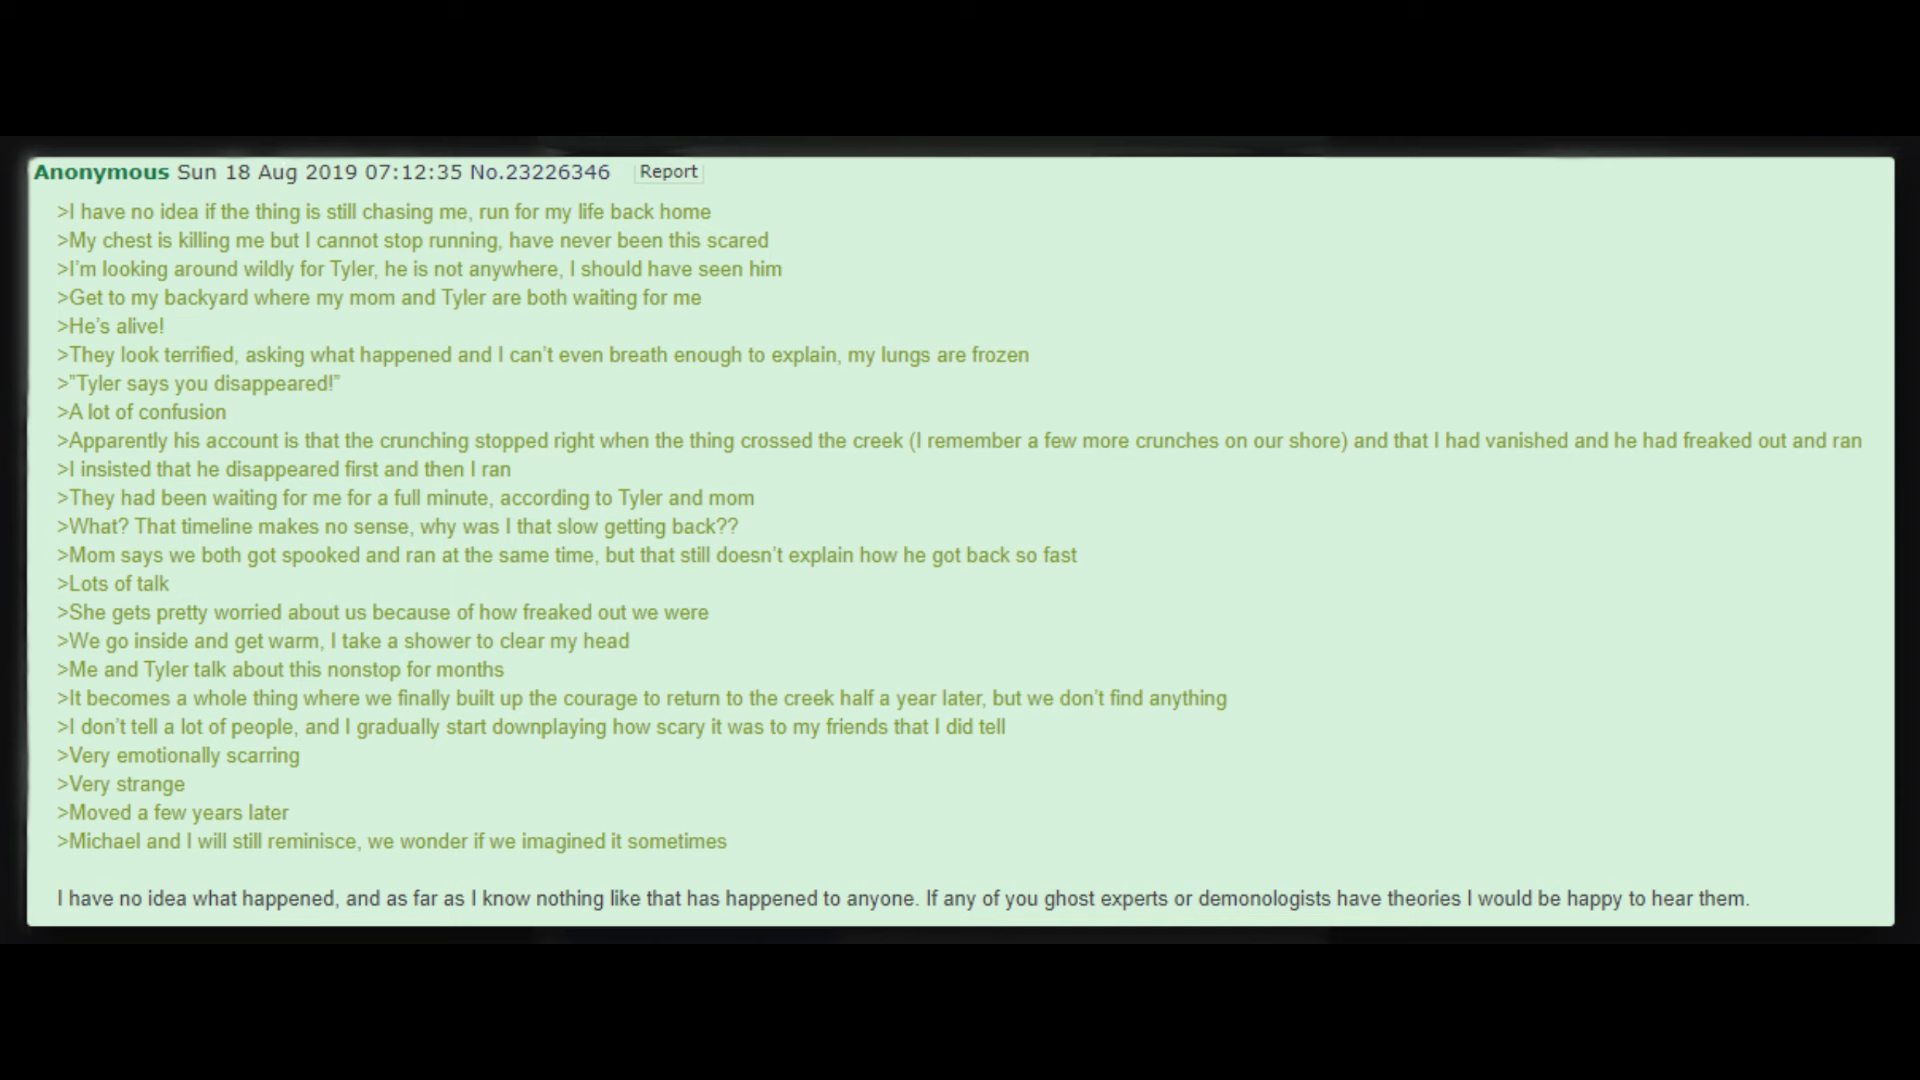 Anonymous Sun 18 Aug 2019 07:12:35 No.23226346 Report
>I have no idea if the thing is still chasing me, run for my life back home
>My chest is killing me but I cannot stop running, have never been this scared
>I'm looking around wildly for Tyler, he is not anywhere, I should have seen him
>Get to my backyard where my mom and Tyler are both waiting for me
>He's alive!
>They look terrified, asking what happened and I can't even breath enough to explain, my lungs are frozen
>"Tyler says you disappeared!"
>A lot of confusion
>Apparently his account is that the crunching stopped right when the thing crossed the creek (I remember a few more crunches on our shore) and that I had vanished and he had freaked out and ran
>I insisted that he disappeared first and then I ran
>They had been waiting for me for a full minute, according to Tyler and mom
>What? That timeline makes no sense, why was I that slow getting back??
>Mom says we both got spooked and ran at the same time, but that still doesn't explain how he got back so fast
>Lots of talk
>She gets pretty worried about us because of how freaked out we were
>We go inside and get warm, I take a shower to clear my head
>Me and Tyler talk about this nonstop for months
>It becomes a whole thing where we finally built up the courage to return to the creek half a year later, but we don't find anything
>I don't tell a lot of people, and I gradually start downplaying how scary it was to my friends that I did tell
>Very emotionally scarring
>Very strange
>Moved a few years later
>Michael and I will still reminisce, we wonder if we imagined it sometimes
I have no idea what happened, and as far as I know nothing like that has happened to anyone. If any of you ghost experts or demonologists have theories I would be happy to hear them.